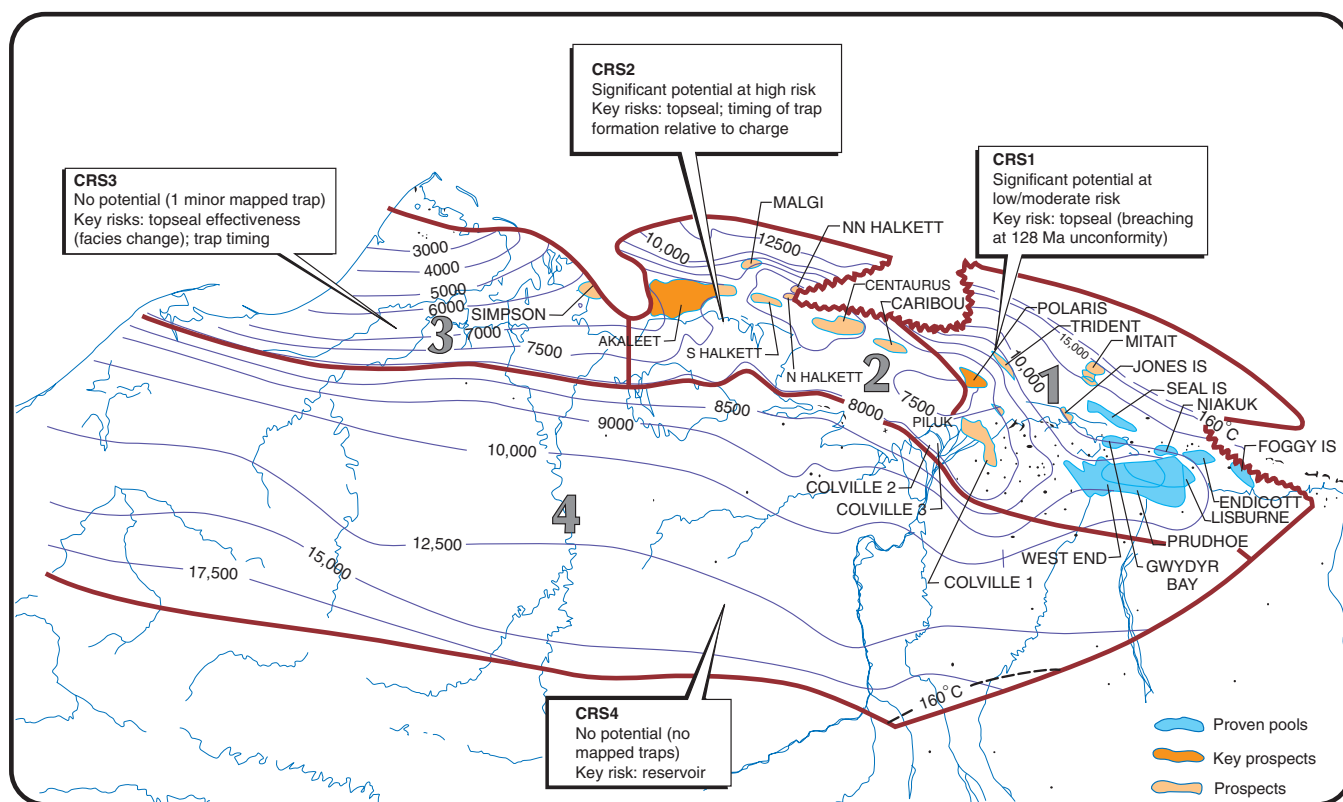 CRS2
Significant potential at high risk
Key risks: topseal; timing of trap
formation relative to charge
CRS1
Significant potential at
low/moderate risk
Key risk: topseal (breaching
at 128 Ma unconformity)
CRS3
No potential (1 minor mapped trap)
Key risks: topseal effectiveness
(facies change); trap timing
MALGI
NN HALKETT
10,000
12500
3000
4000
5000
6000
7000
7500
SIMPSON
3
AKALEET
S HALKETT
N HALKETT
CENTAURUS
CARIBOU
2
POLARIS
TRIDENT
MITAIT
JONES IS
SEAL IS
NIAKUK
15,000
10,000
1
160°C
FOGGY IS
7500
8000
8500
9000
10,000
PILUK
COLVILLE 2
COLVILLE 3
ENDICOTT
LISBURNE
PRUDHOE
WEST END
GWYDYR
BAY
COLVILLE 1
4
12,500
15,000
17,500
160°C
CRS4
No potential (no
mapped traps)
Key risk: reservoir
Proven pools
Key prospects
Prospects